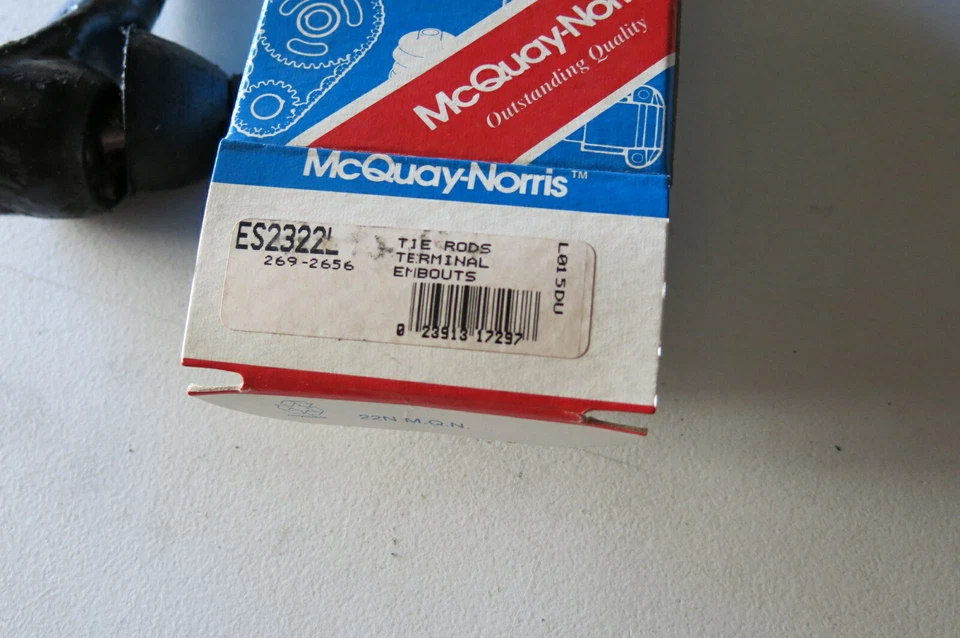 McQuay-Norris
Outstanding Quality
McQuay-Norris™
ES2322L
269-2656
TIE RODS
TERMINAL
EMBOUTS
L015DU
0 23913 17297
22N M.Q.N.